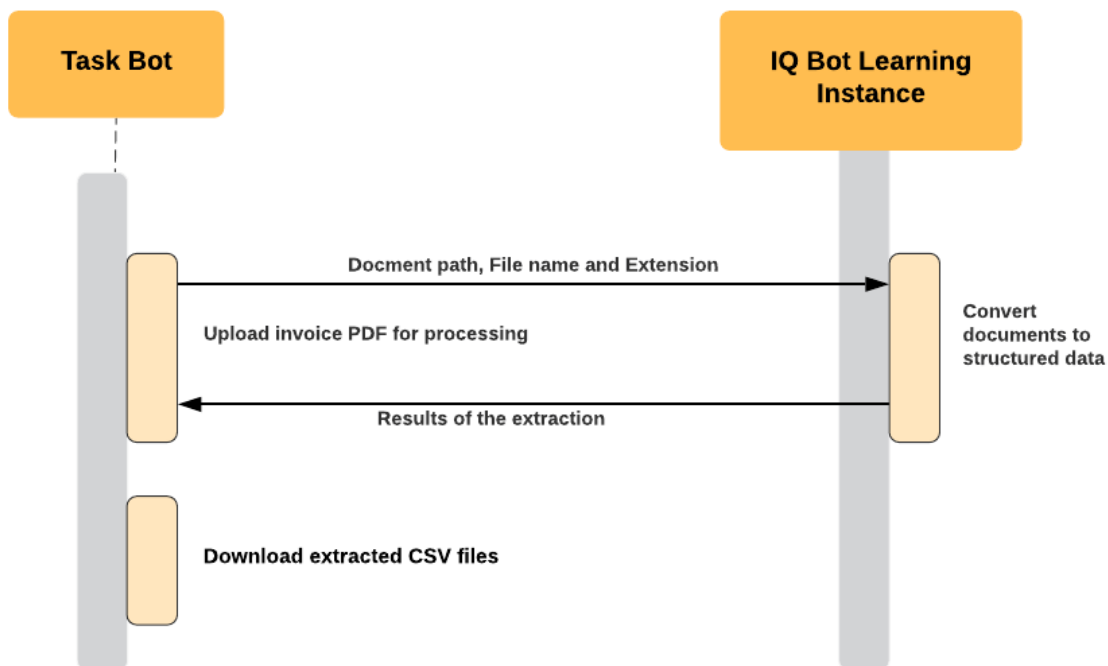 Task Bot
IQ Bot Learning
Instance
Docment path, File name and Extension
Upload invoice PDF for processing
Convert
documents to
structured data
Results of the extraction
Download extracted CSV files